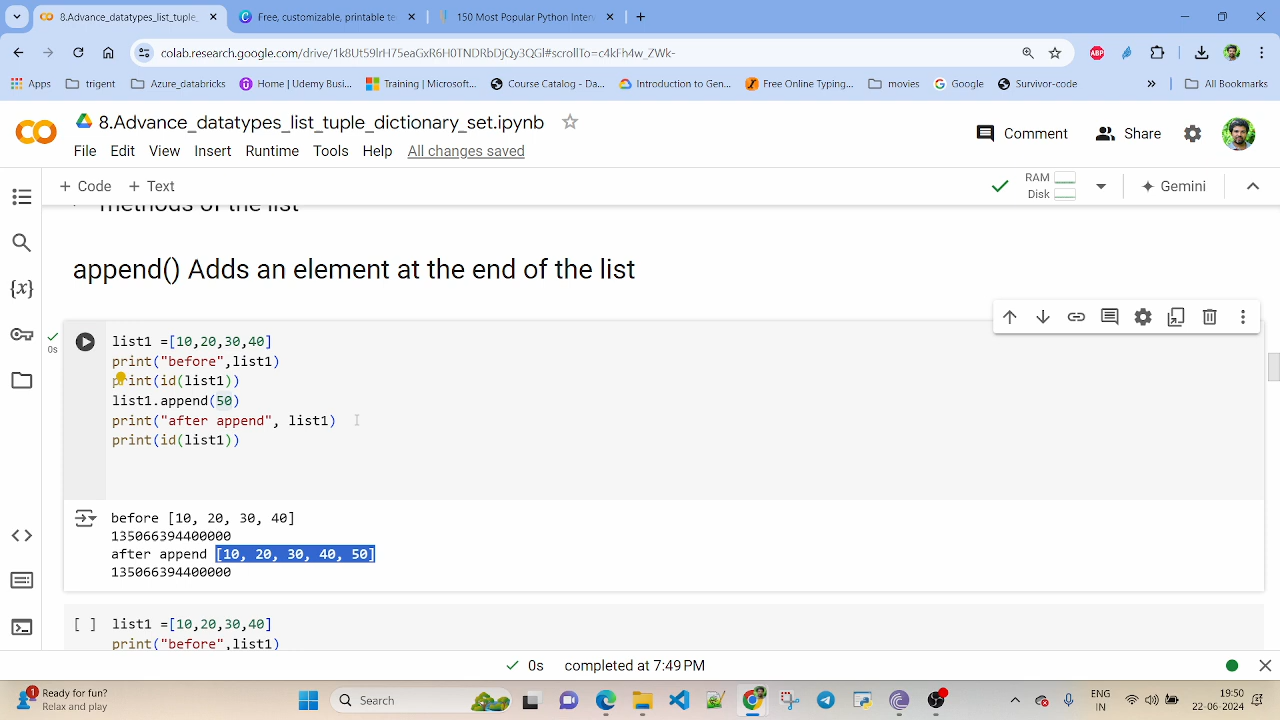 8.Advance_datatypes_list_tuple_
Free, customizable, printable te
150 Most Popular Python Inter
colab.research.google.com/drive/1k8Ut59lrH75eaGxR6H0TNDRbDjQy3QGl#scrollTo=c4kFh4w_ZWk-
ABP
Apps
trigent
Azure_databricks
Home | Udemy Busi...
Training | Microsoft...
Course Catalog - Da...
Introduction to Gen...
Free Online Typing...
movies
Google
Survivor-code
All Bookmarks
8.Advance_datatypes_list_tuple_dictionary_set.ipynb
Comment
Share
File Edit View Insert Runtime Tools Help All changes saved
+ Code + Text
RAM
Disk
Gemini
methods of the list
append() Adds an element at the end of the list
0s
list1 =[10,20,30,40]
print("before",list1)
print(id(list1))
list1.append(50)
print("after append", list1)
print(id(list1))
before [10, 20, 30, 40]
135066394400000
after append [10, 20, 30, 40, 50]
135066394400000
[ ] list1 =[10,20,30,40]
print("before",list1)
0s completed at 7:49 PM
1
Ready for fun?
Relax and play
Search
ENG
IN
19:50
22-06-2024